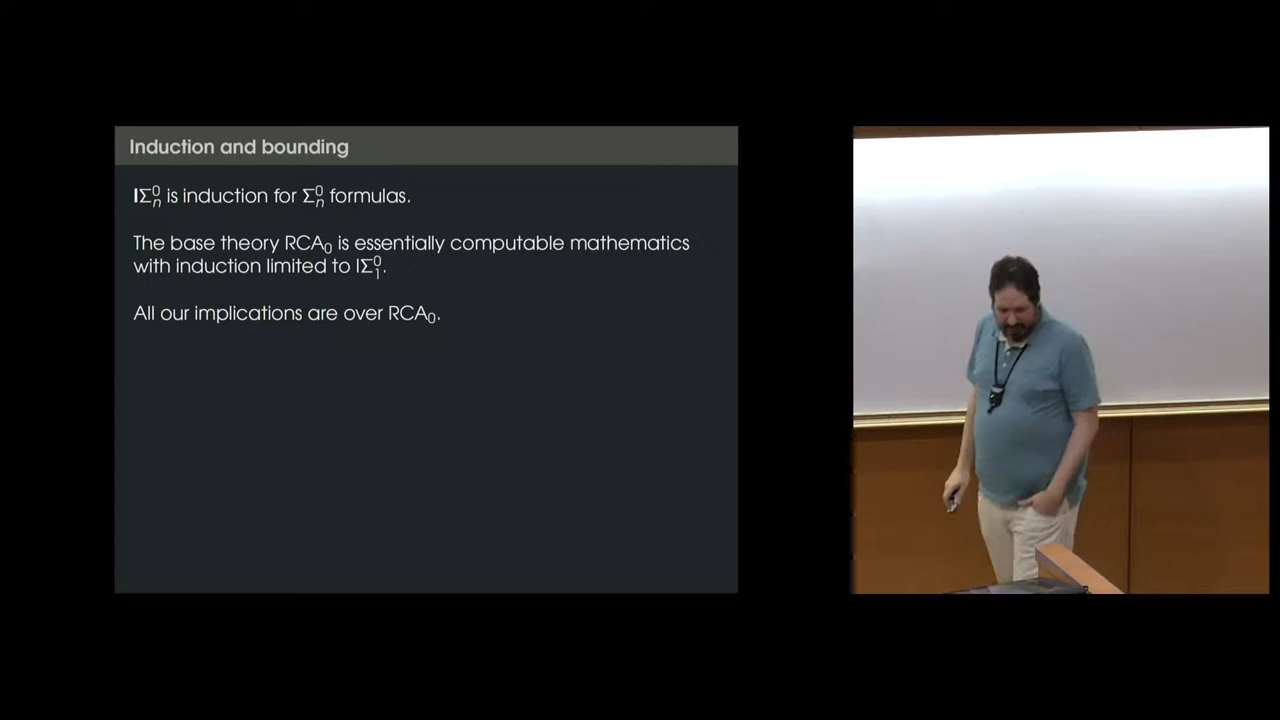 Induction and bounding
IΣ⁰ₙ is induction for Σ⁰ₙ formulas.
The base theory RCA₀ is essentially computable mathematics
with induction limited to IΣ⁰₁.
All our implications are over RCA₀.